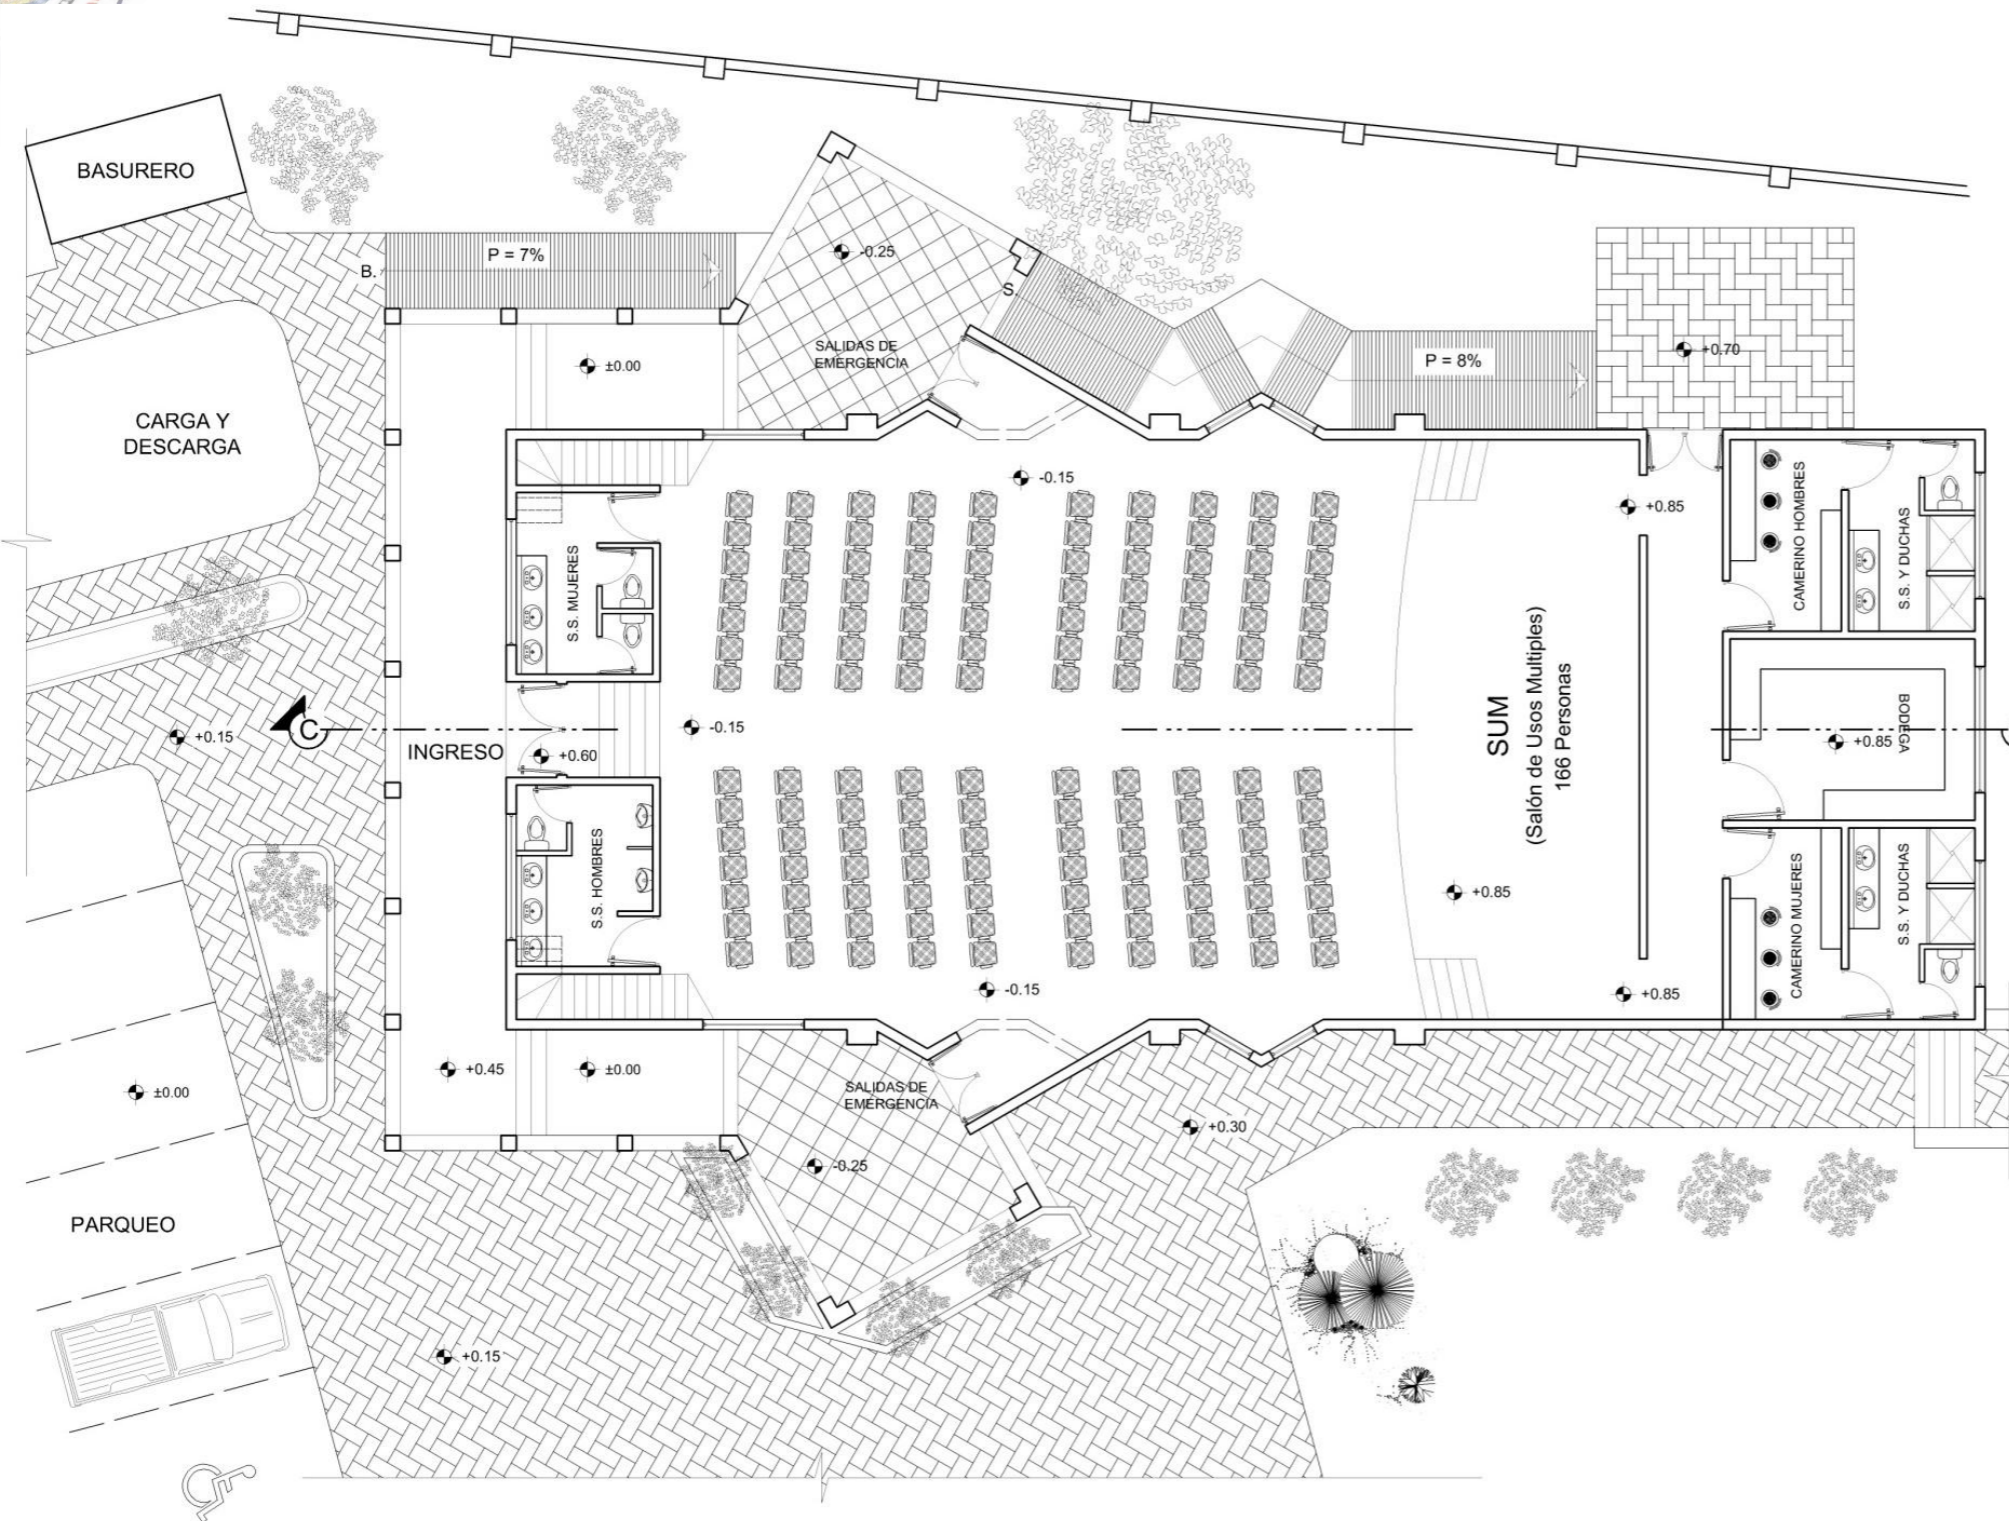 BASURERO
P = 7%
B.
-0.25
S.
SALIDAS DE
EMERGENCIA
±0.00
P = 8%
+0.70
CARGA Y
DESCARGA
-0.15
+0.85
CAMERINO HOMBRES
S.S. Y DUCHAS
S.S. MUJERES
+0.15
C
INGRESO
+0.60
-0.15
SUM
(Salón de Usos Multiples)
166 Personas
+0.85
BODEGA
S.S. HOMBRES
+0.85
CAMERINO MUJERES
S.S. Y DUCHAS
-0.15
+0.85
+0.45
±0.00
±0.00
SALIDAS DE
EMERGENCIA
+0.30
-0.25
PARQUEO
+0.15